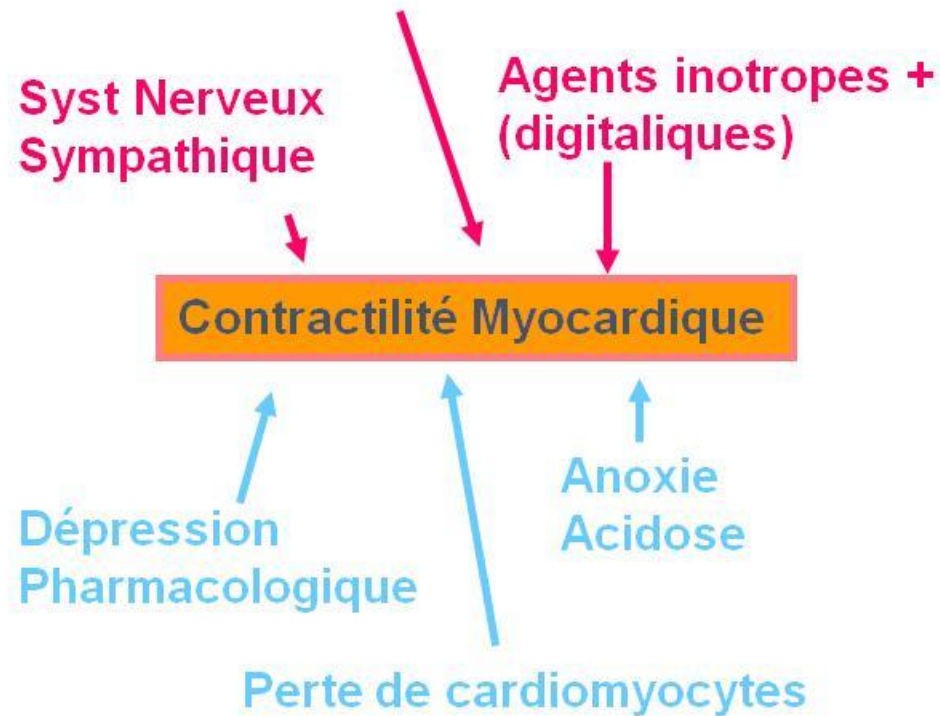 Syst Nerveux
Sympathique
Agents inotropes +
(digitaliques)
Contractilité Myocardique
Dépression
Pharmacologique
Anoxie
Acidose
Perte de cardiomyocytes